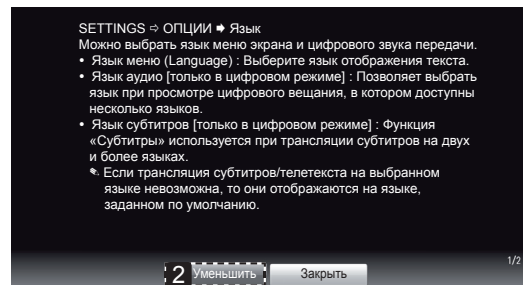 SETTINGS ⇨ ОПЦИИ ➧ Язык
Можно выбрать язык меню экрана и цифрового звука передачи.
• Язык меню (Language) : Выберите язык отображения текста.
• Язык аудио [только в цифровом режиме] : Позволяет выбрать
язык при просмотре цифрового вещания, в котором доступны
несколько языков.
• Язык субтитров [только в цифровом режиме] : Функция
«Субтитры» используется при трансляции субтитров на двух
и более языках.
✎ Если трансляция субтитров/телетекста на выбранном
языке невозможна, то они отображаются на языке,
заданном по умолчанию.
1/2
2 Уменьшить Закрыть